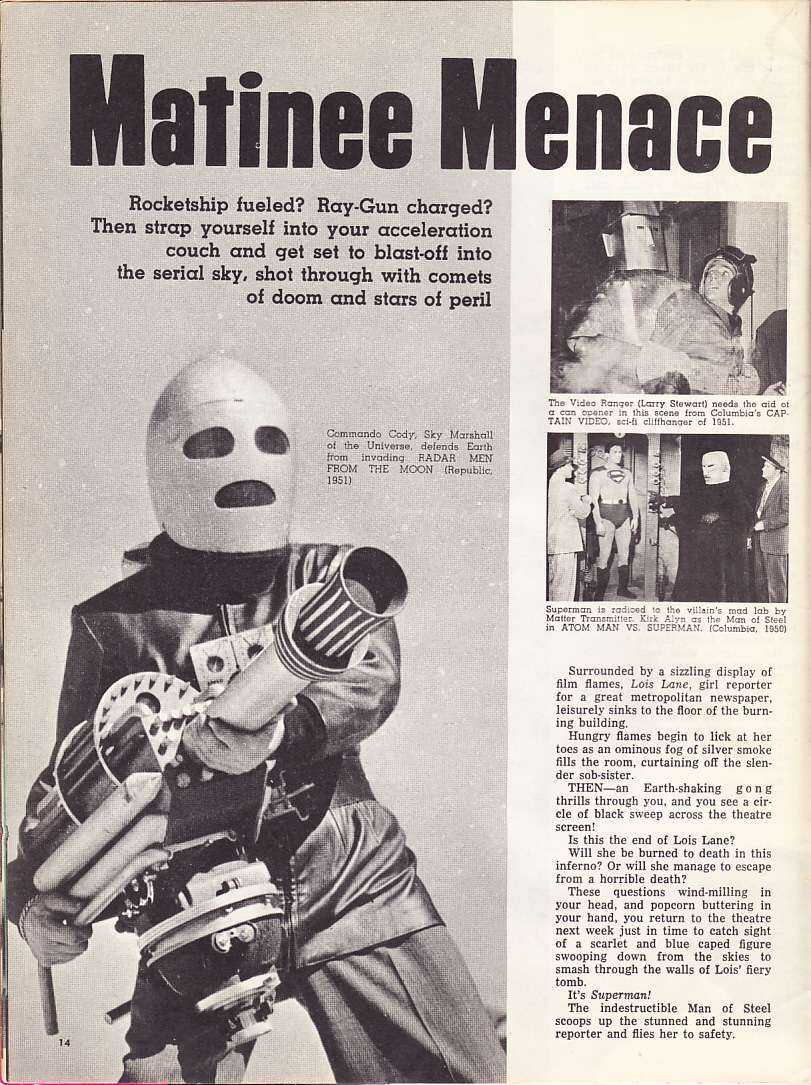 Matinee Menace
Rocketship fueled? Ray-Gun charged?
Then strap yourself into your acceleration
couch and get set to blast-off into
the serial sky, shot through with comets
of doom and stars of peril
Commando Cody, Sky Marshall
of the Universe, defends Earth
from invading RADAR MEN
FROM THE MOON (Republic,
1951)
The Video Ranger (Larry Stewart) needs the aid of
a can opener in this scene from Columbia's CAP-
TAIN VIDEO, sci-fi cliffhanger of 1951.
Superman is radioed to the villain's mad lab by
Matter Transmitter. Kirk Alyn as the Man of Steel
in ATOM MAN VS. SUPERMAN. (Columbia, 1950)
Surrounded by a sizzling display of
film flames, Lois Lane, girl reporter
for a great metropolitan newspaper,
leisurely sinks to the floor of the burn-
ing building.
Hungry flames begin to lick at her
toes as an ominous fog of silver smoke
fills the room, curtaining off the slen-
der sob-sister.
THEN—an Earth-shaking gong
thrills through you, and you see a cir-
cle of black sweep across the theatre
screen!
Is this the end of Lois Lane?
Will she be burned to death in this
inferno? Or will she manage to escape
from a horrible death?
These questions wind-milling in
your head, and popcorn buttering in
your hand, you return to the theatre
next week just in time to catch sight
of a scarlet and blue caped figure
swooping down from the skies to
smash through the walls of Lois' fiery
tomb.
It's Superman!
The indestructible Man of Steel
scoops up the stunned and stunning
reporter and flies her to safety.
14